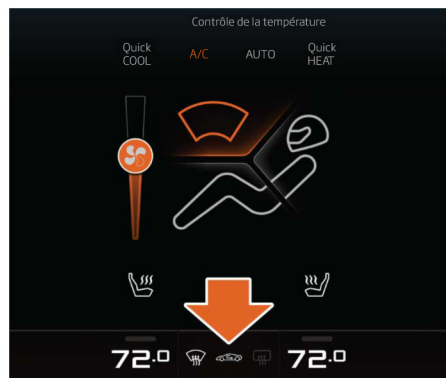 Contrôle de la température
Quick
COOL
A/C
AUTO
Quick
HEAT
72.0
72.0